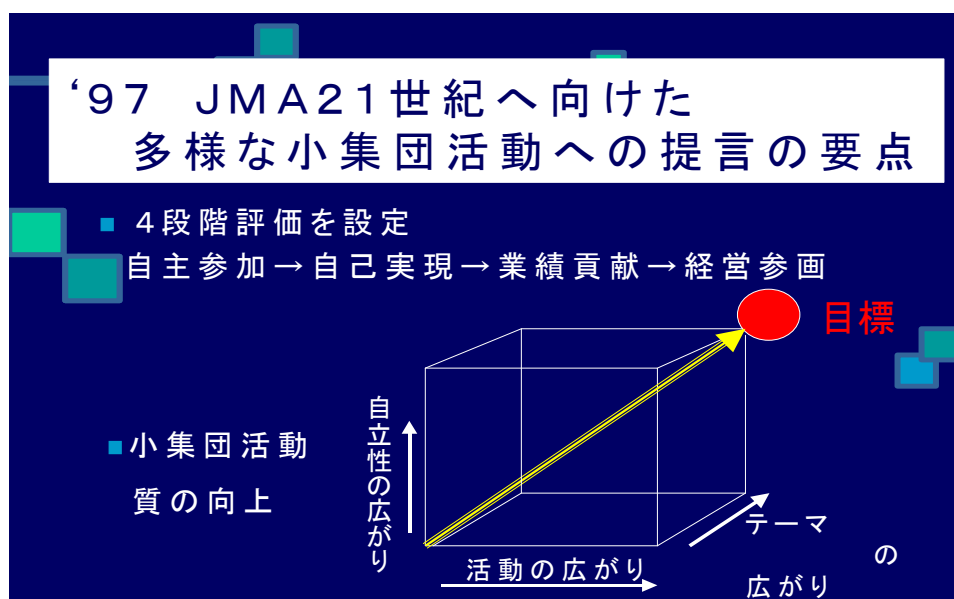 ‘97　JMA21世紀へ向けた
多様な小集団活動への提言の要点
4段階評価を設定
自主参加→自己実現→業績貢献→経営参画
目標
小集団活動
質の向上
自立性の広がり
活動の広がり
テーマ
の
広がり